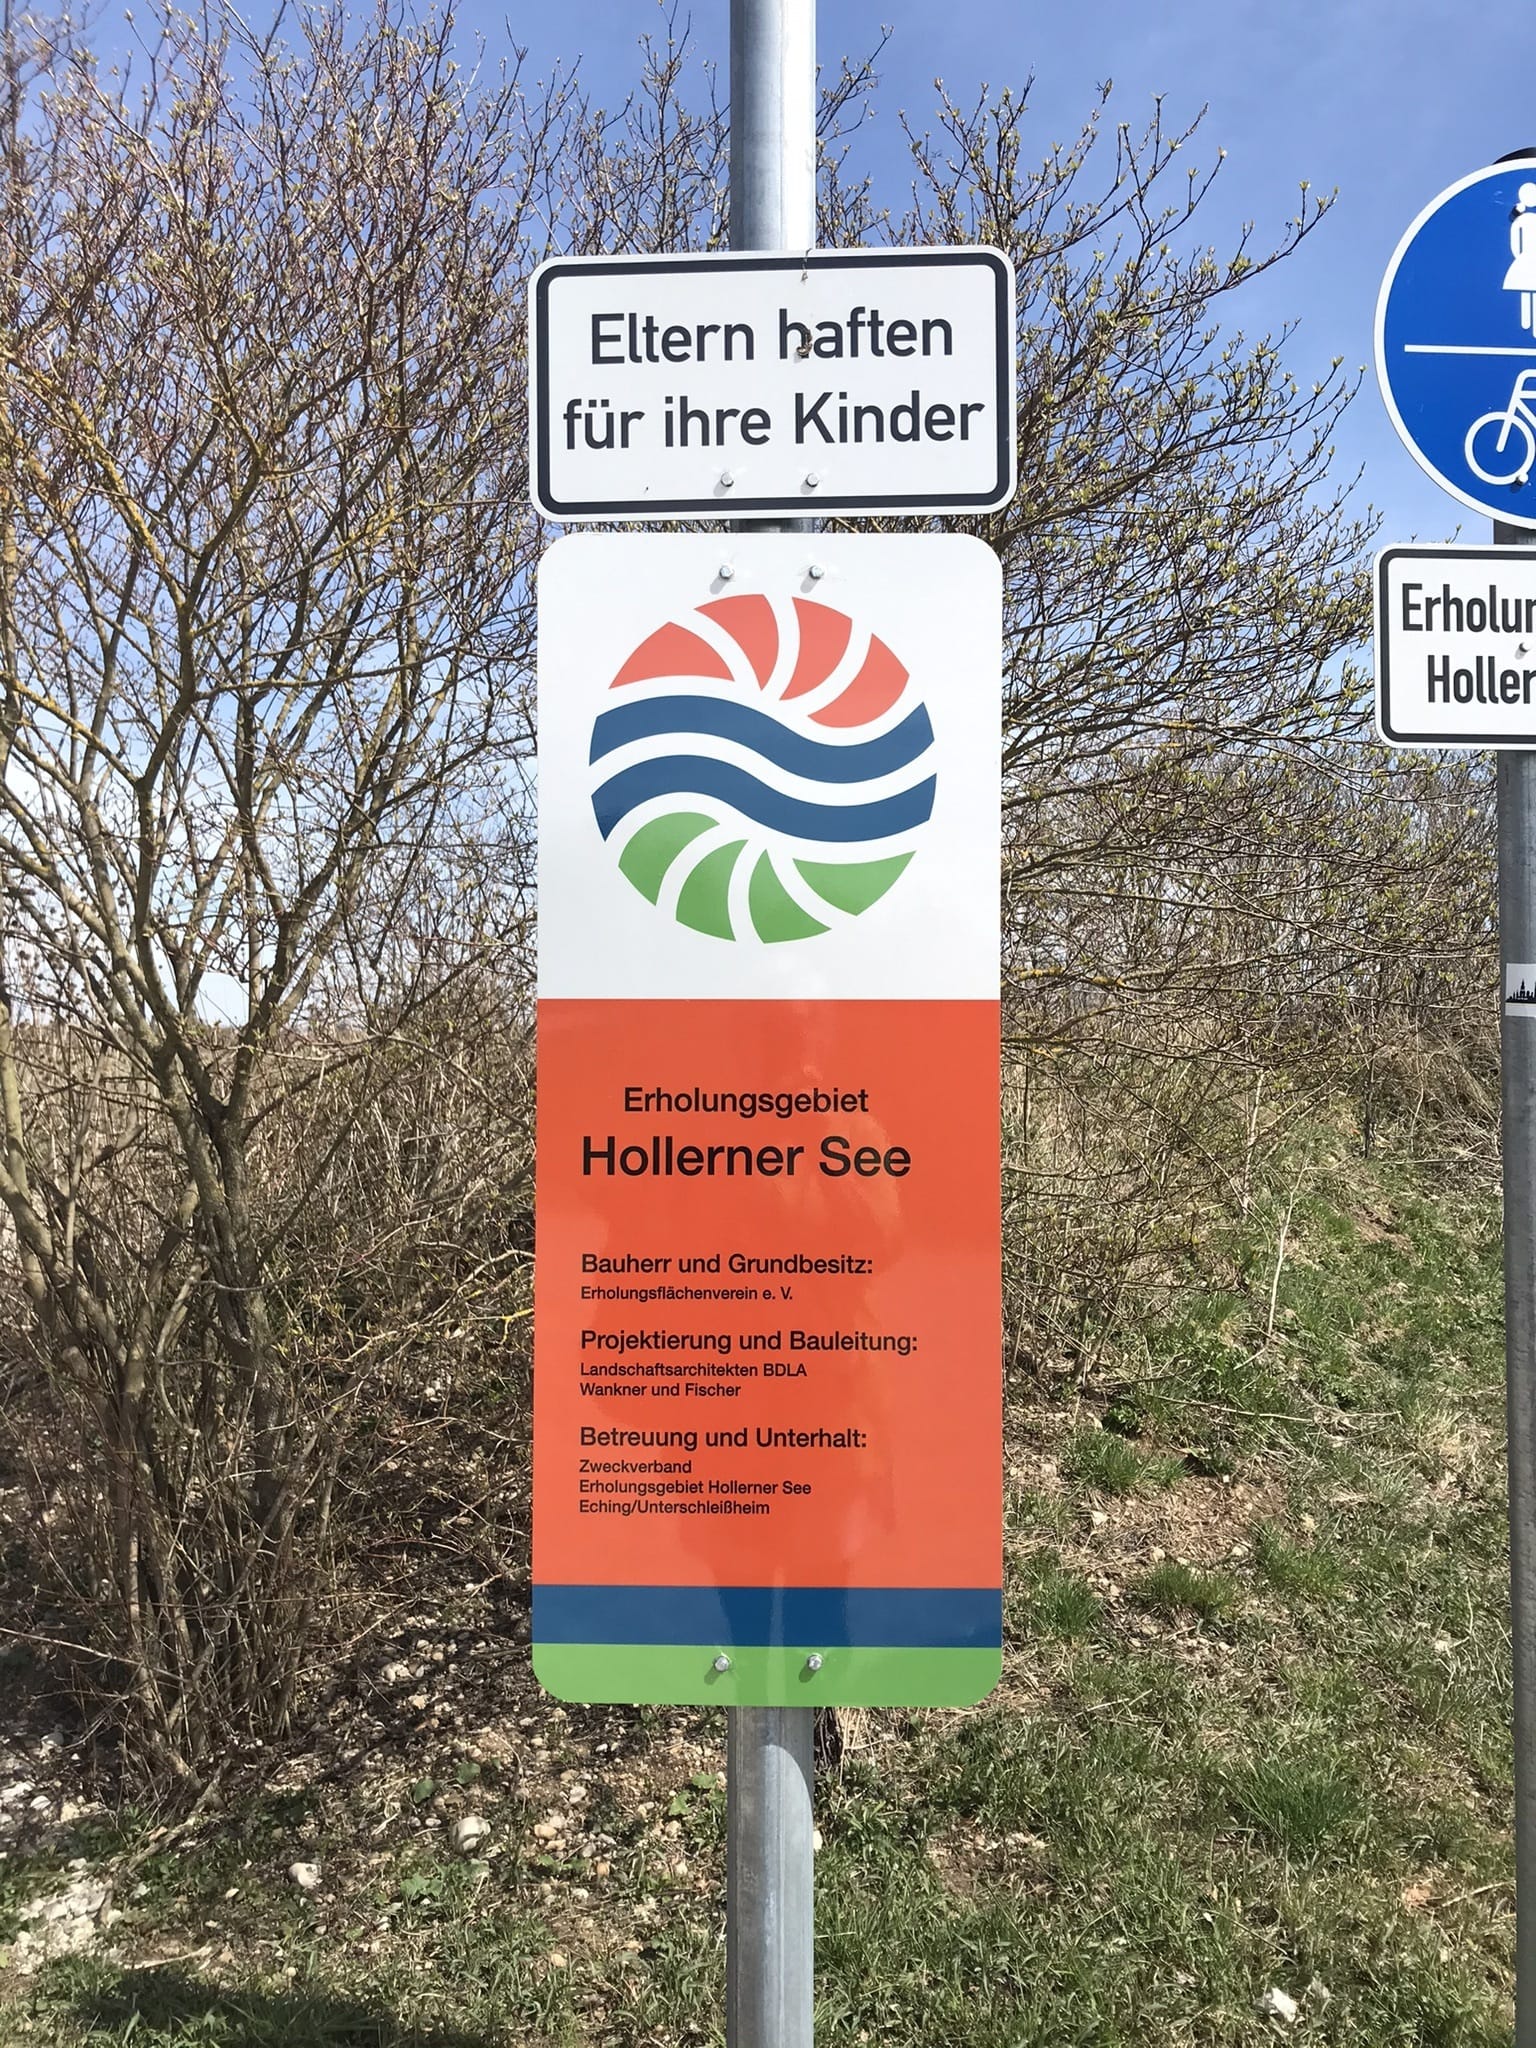 Eltern haften
für ihre Kinder
Erholungsgebiet
Hollerner See
Bauherr und Grundbesitz:
Erholungsflächenverein e. V.
Projektierung und Bauleitung:
Landschaftsarchitekten BDLA
Wankner und Fischer
Betreuung und Unterhalt:
Zweckverband
Erholungsgebiet Hollerner See
Eching/Unterschleißheim